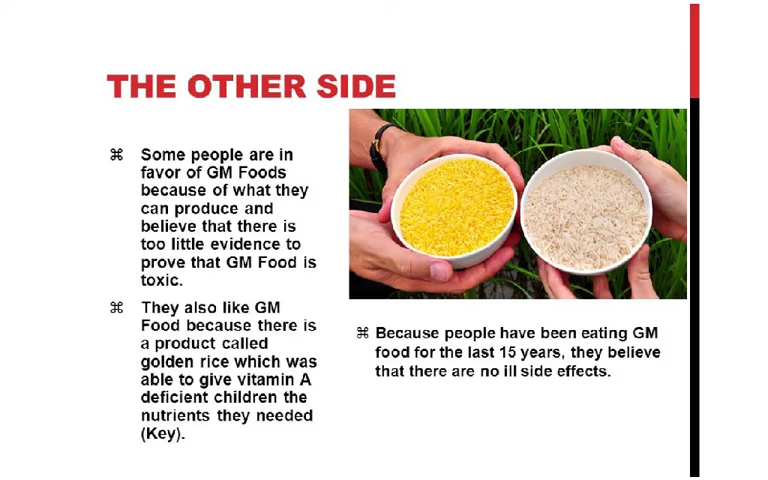 THE OTHER SIDE
⌘ Some people are in
favor of GM Foods
because of what they
can produce and
believe that there is
too little evidence to
prove that GM Food is
toxic.
⌘ They also like GM
Food because there is
a product called
golden rice which was
able to give vitamin A
deficient children the
nutrients they needed
(Key).
⌘ Because people have been eating GM
food for the last 15 years, they believe
that there are no ill side effects.